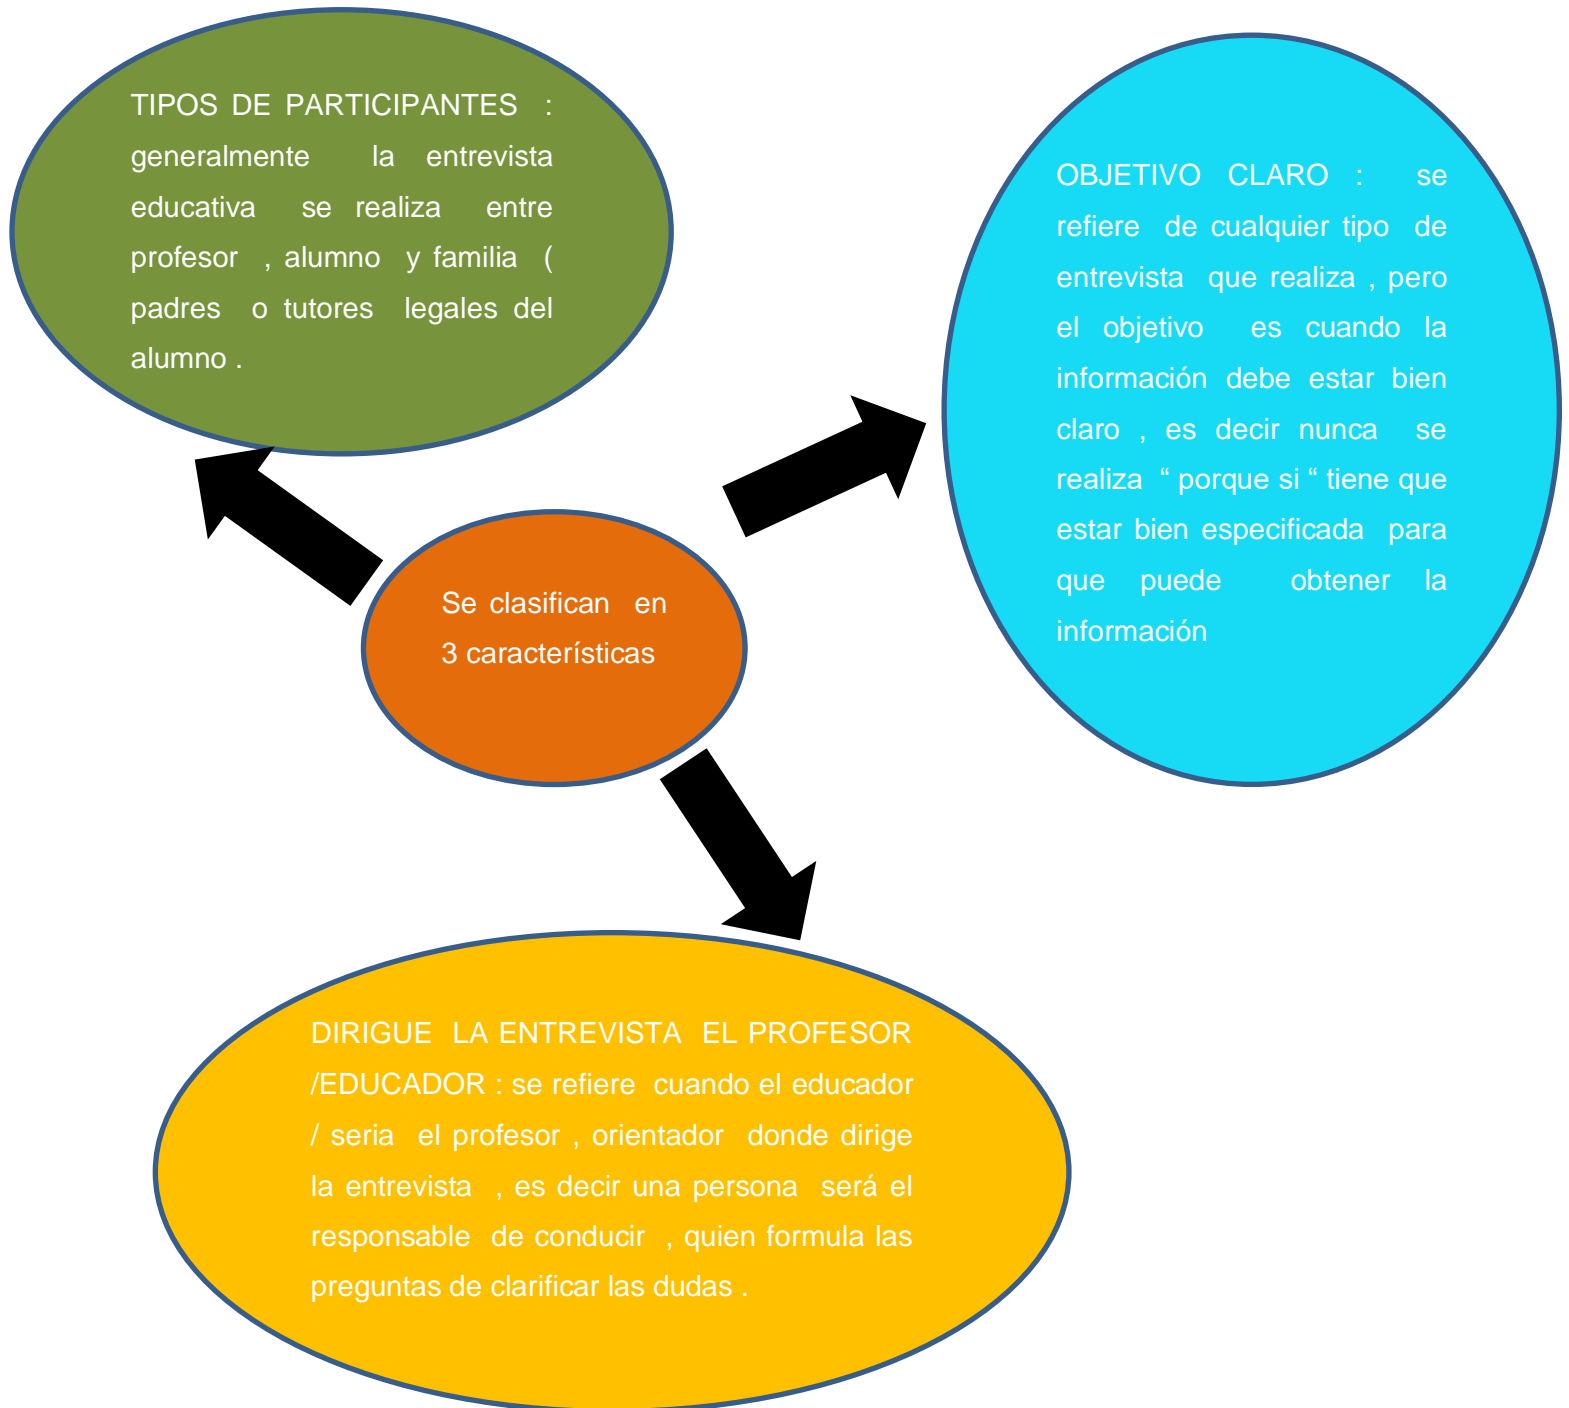 TIPOS DE PARTICIPANTES :
generalmente la entrevista
educativa se realiza entre
profesor , alumno y familia (
padres o tutores legales del
alumno .
OBJETIVO CLARO : se
refiere de cualquier tipo de
entrevista que realiza , pero
el objetivo es cuando la
información debe estar bien
claro , es decir nunca se
realiza “ porque si “ tiene que
estar bien especificada para
que puede obtener la
información
Se clasifican en
3 características
DIRIGUE LA ENTREVISTA EL PROFESOR
/EDUCADOR : se refiere cuando el educador
/ seria el profesor , orientador donde dirige
la entrevista , es decir una persona será el
responsable de conducir , quien formula las
preguntas de clarificar las dudas .